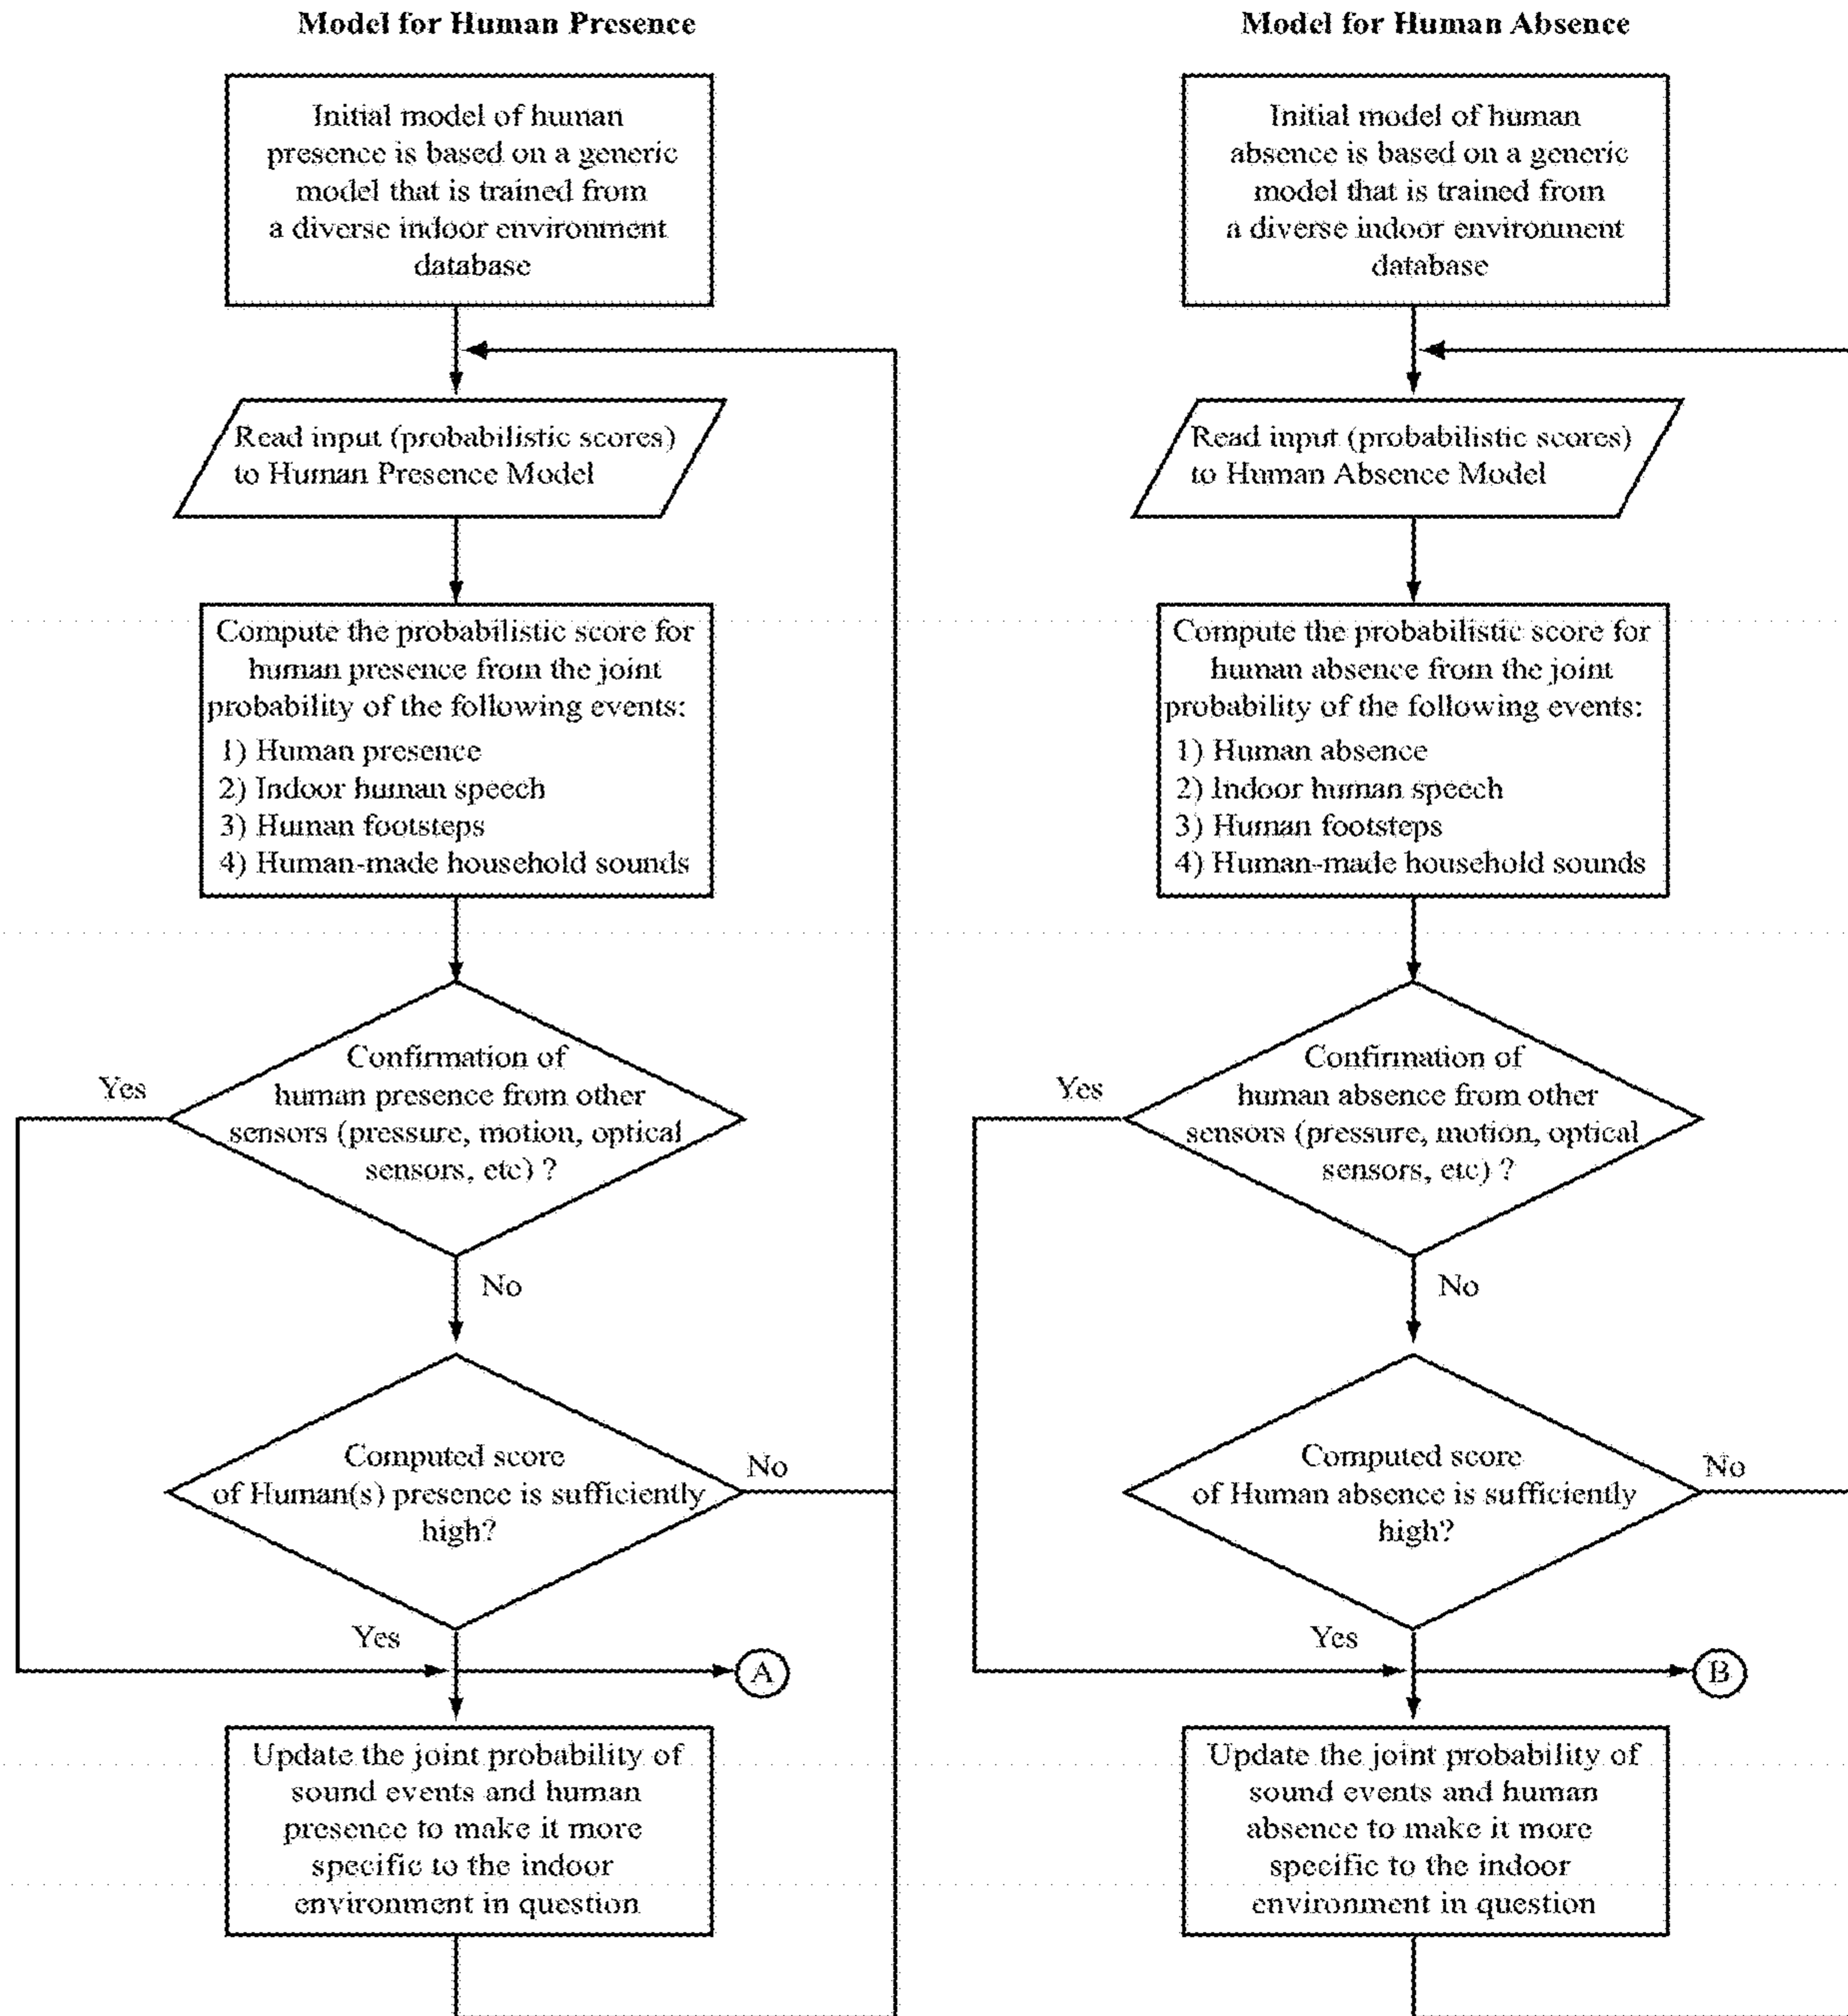 Model for Human Presence
Initial model of human
presence is based on a generic
model that is trained from
a diverse indoor environment
database
Read input (probabilistic scores)
to Human Presence Model
Compute the probabilistic score for
human presence from the joint
probability of the following events:
1) Human presence
2) Indoor human speech
3) Human footsteps
4) Human-made household sounds
Confirmation of
human presence from other
sensors (pressure, motion, optical
sensors, etc) ?
Yes
No
Computed score
of Human(s) presence is sufficiently
high?
No
Yes
A
Update the joint probability of
sound events and human
presence to make it more
specific to the indoor
environment in question
Model for Human Absence
Initial model of human
absence is based on a generic
model that is trained from
a diverse indoor environment
database
Read input (probabilistic scores)
to Human Absence Model
Compute the probabilistic score for
human absence from the joint
probability of the following events:
1) Human absence
2) Indoor human speech
3) Human footsteps
4) Human-made household sounds
Confirmation of
human absence from other
sensors (pressure, motion, optical
sensors, etc) ?
Yes
No
Computed score
of Human absence is sufficiently
high?
No
Yes
B
Update the joint probability of
sound events and human
absence to make it more
specific to the indoor
environment in question